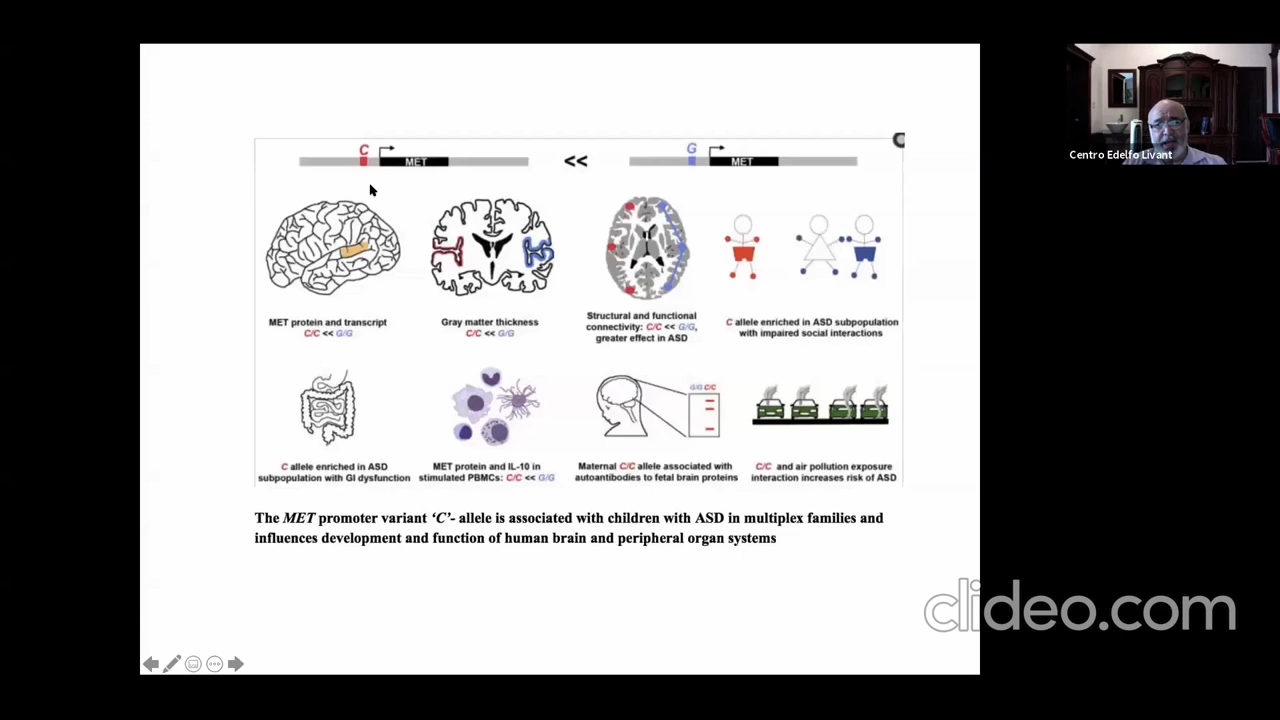 C
MET
<<
G
MET
Centro Edelfo Livant
MET protein and transcript
C/C << G/G
Gray matter thickness
C/C << G/G
Structural and functional
connectivity: C/C << G/G,
greater effect in ASD
C allele enriched in ASD subpopulation
with impaired social interactions
G/G C/C
C allele enriched in ASD
subpopulation with GI dysfunction
MET protein and IL-10 in
stimulated PBMCs: C/C << G/G
Maternal C/C allele associated with
autoantibodies to fetal brain proteins
C/C and air pollution exposure
interaction increases risk of ASD
The MET promoter variant ‘C’- allele is associated with children with ASD in multiplex families and
influences development and function of human brain and peripheral organ systems
clideo.com